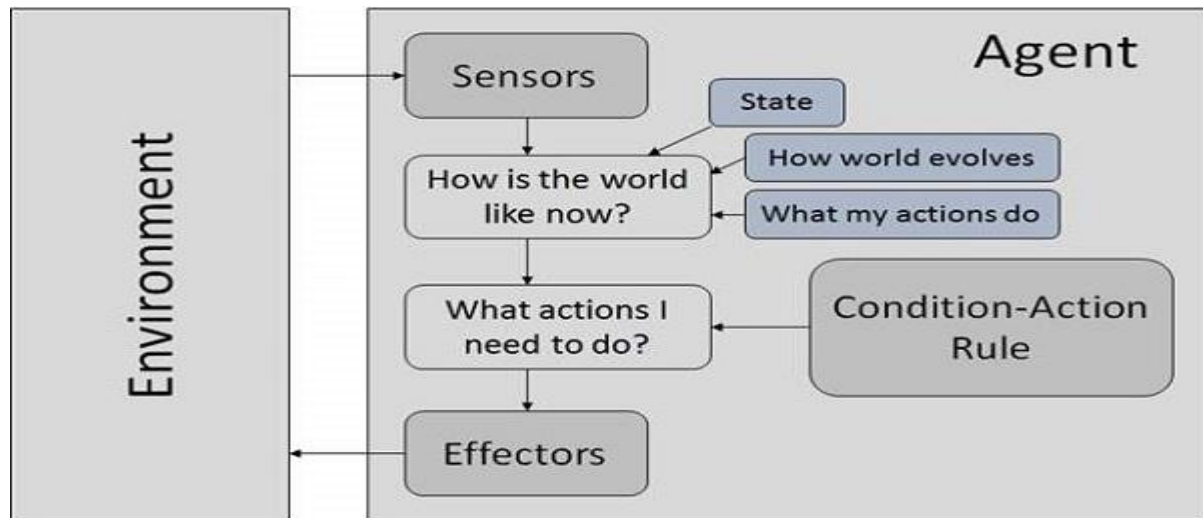 Agent
Environment
Sensors
State
How world evolves
What my actions do
How is the world
like now?
What actions I
need to do?
Condition-Action
Rule
Effectors